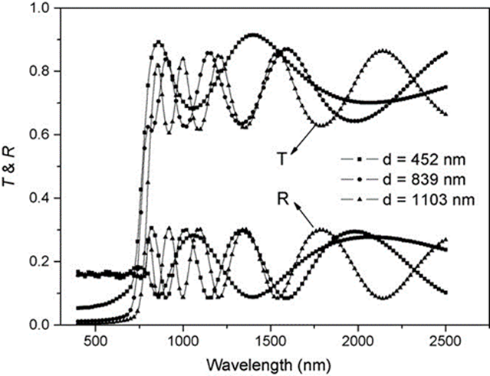 1.0
0.8
0.6
0.4
0.2
0.0
T & R
T
R
d = 452 nm
d = 839 nm
d = 1103 nm
500
1000
1500
2000
2500
Wavelength (nm)